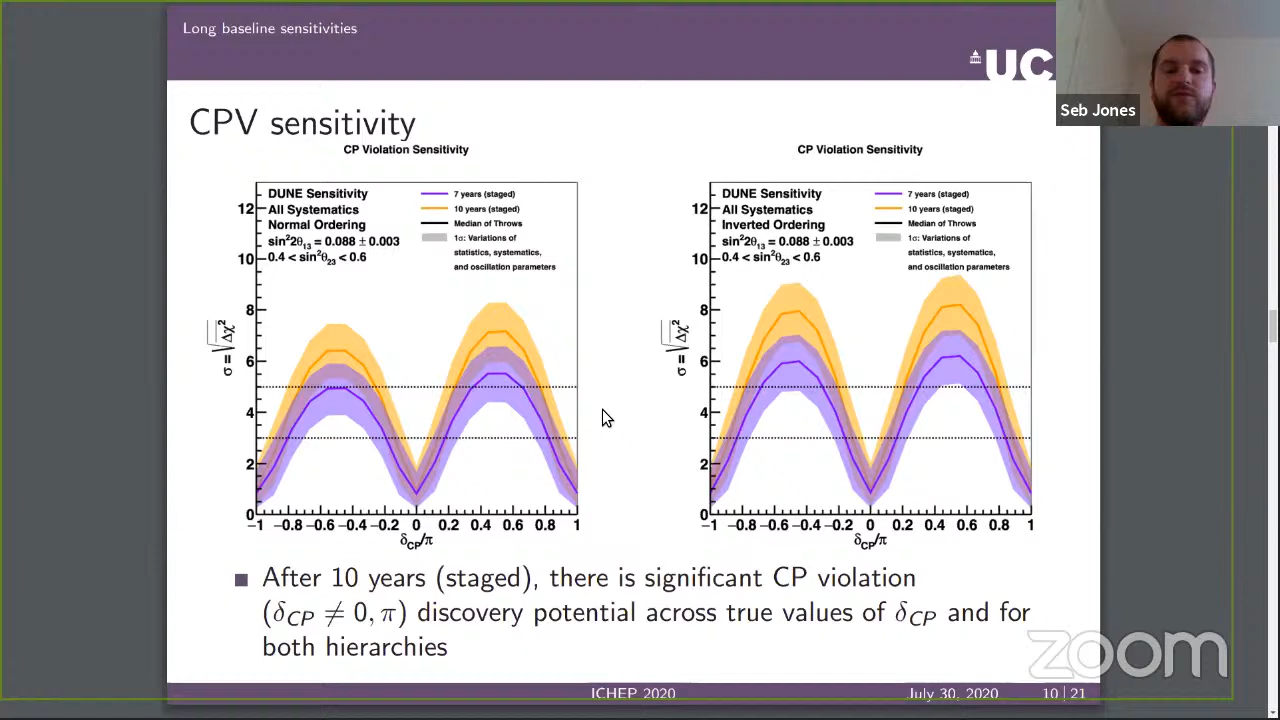 Long baseline sensitivities
UC
Seb Jones
CPV sensitivity
CP Violation Sensitivity
DUNE Sensitivity
All Systematics
Normal Ordering
sin²2θ₁₃ = 0.088 ± 0.003
0.4 < sin²θ₂₃ < 0.6
7 years (staged)
10 years (staged)
Median of Throws
1σ: Variations of
statistics, systematics,
and oscillation parameters
σ = √Δχ²
12
10
8
6
4
2
0
−1 −0.8 −0.6 −0.4 −0.2 0 0.2 0.4 0.6 0.8 1
δCP/π
CP Violation Sensitivity
DUNE Sensitivity
All Systematics
Inverted Ordering
sin²2θ₁₃ = 0.088 ± 0.003
0.4 < sin²θ₂₃ < 0.6
7 years (staged)
10 years (staged)
Median of Throws
1σ: Variations of
statistics, systematics,
and oscillation parameters
σ = √Δχ²
12
10
8
6
4
2
0
−1 −0.8 −0.6 −0.4 −0.2 0 0.2 0.4 0.6 0.8 1
δCP/π
After 10 years (staged), there is significant CP violation
(δCP ≠ 0, π) discovery potential across true values of δCP and for
both hierarchies
zoom
ICHEP 2020 July 30, 2020 10 | 21